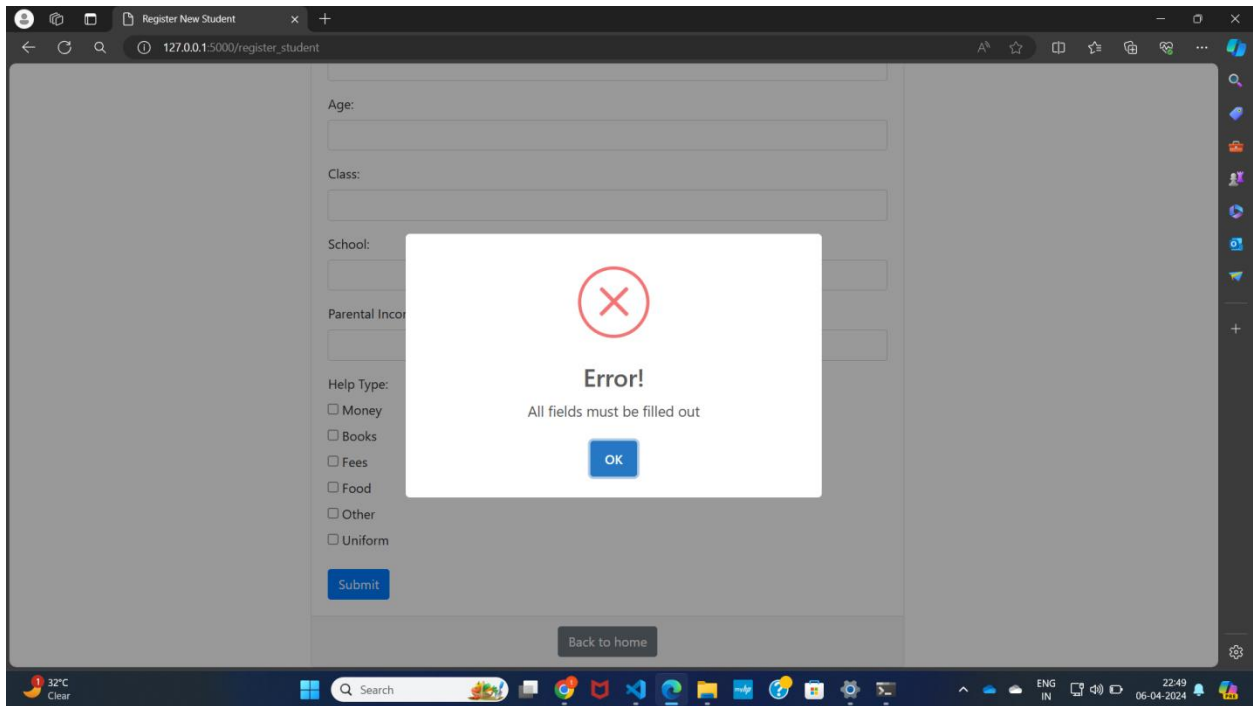 Register New Student
127.0.0.1:5000/register_student
Age:
Class:
School:
Parental Incor
Help Type:
Money
Books
Fees
Food
Other
Uniform
Submit
Error!
All fields must be filled out
OK
Back to home
1
32°C
Clear
Search
ENG
IN
22:49
06-04-2024